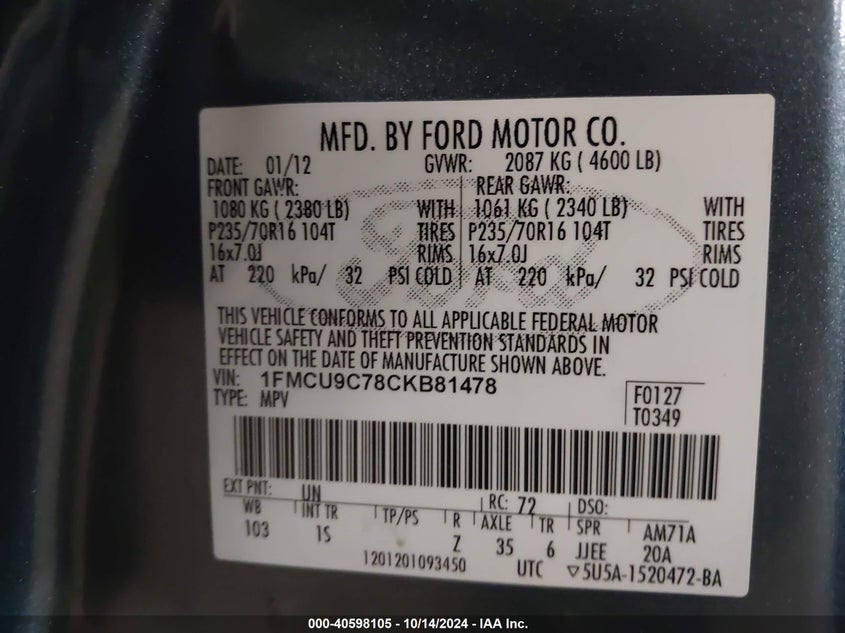 MFD. BY FORD MOTOR CO.
DATE: 01/12 GVWR: 2087 KG ( 4600 LB)
FRONT GAWR: REAR GAWR:
1080 KG ( 2380 LB) WITH 1061 KG ( 2340 LB) WITH
P235/70R16 104T TIRES P235/70R16 104T TIRES
16x7.0J RIMS 16x7.0J RIMS
AT 220 kPa/ 32 PSI COLD AT 220 kPa/ 32 PSI COLD
Ford
THIS VEHICLE CONFORMS TO ALL APPLICABLE FEDERAL MOTOR
VEHICLE SAFETY AND THEFT PREVENTION STANDARDS IN
EFFECT ON THE DATE OF MANUFACTURE SHOWN ABOVE.
VIN: 1FMCU9C78CKB81478
TYPE: MPV
F0127
T0349
EXT PNT: UN RC: 72 DSO:
WB INT TR TP/PS R AXLE TR SPR AM71A
103 1S Z 35 6 JJEE 20A
1201201093450 UTC ▽5U5A-1520472-BA
000-40598105 - 10/14/2024 - IAA Inc.